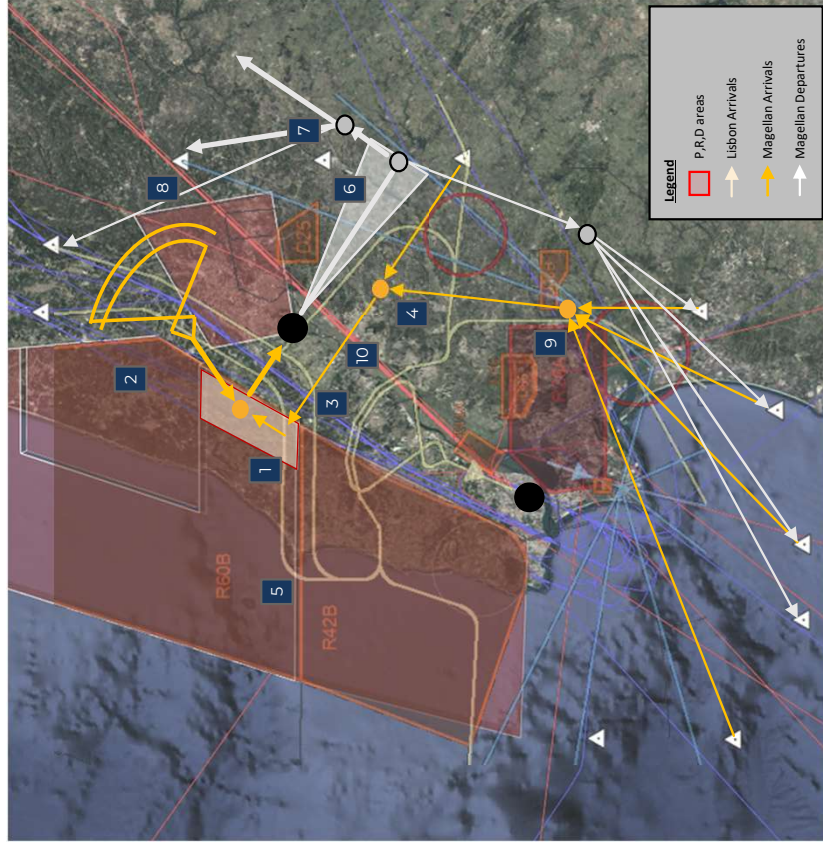 Legend
P,R,D areas
Lisbon Arrivals
Magellan Arrivals
Magellan Departures
8
7
6
2
D25
4
10
3
1
9
5
R60B
R42B